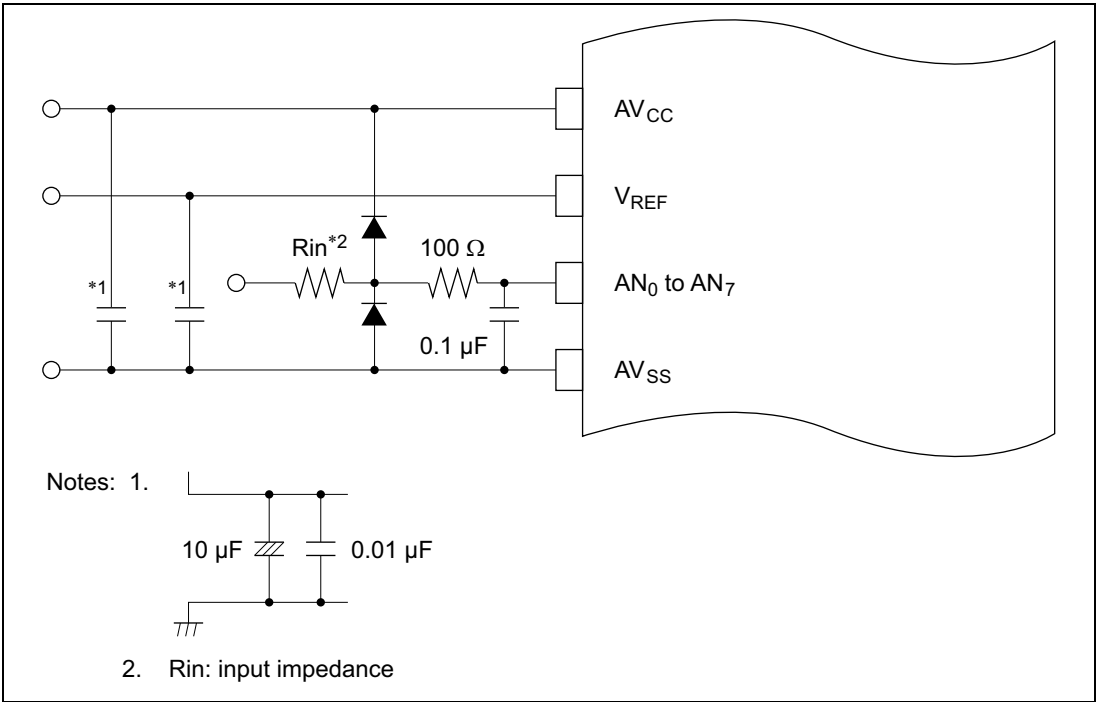 AVCC
VREF
Rin*2
100 Ω
*1
*1
AN0 to AN7
0.1 µF
AVSS
Notes: 1.
10 µF
0.01 µF
2. Rin: input impedance